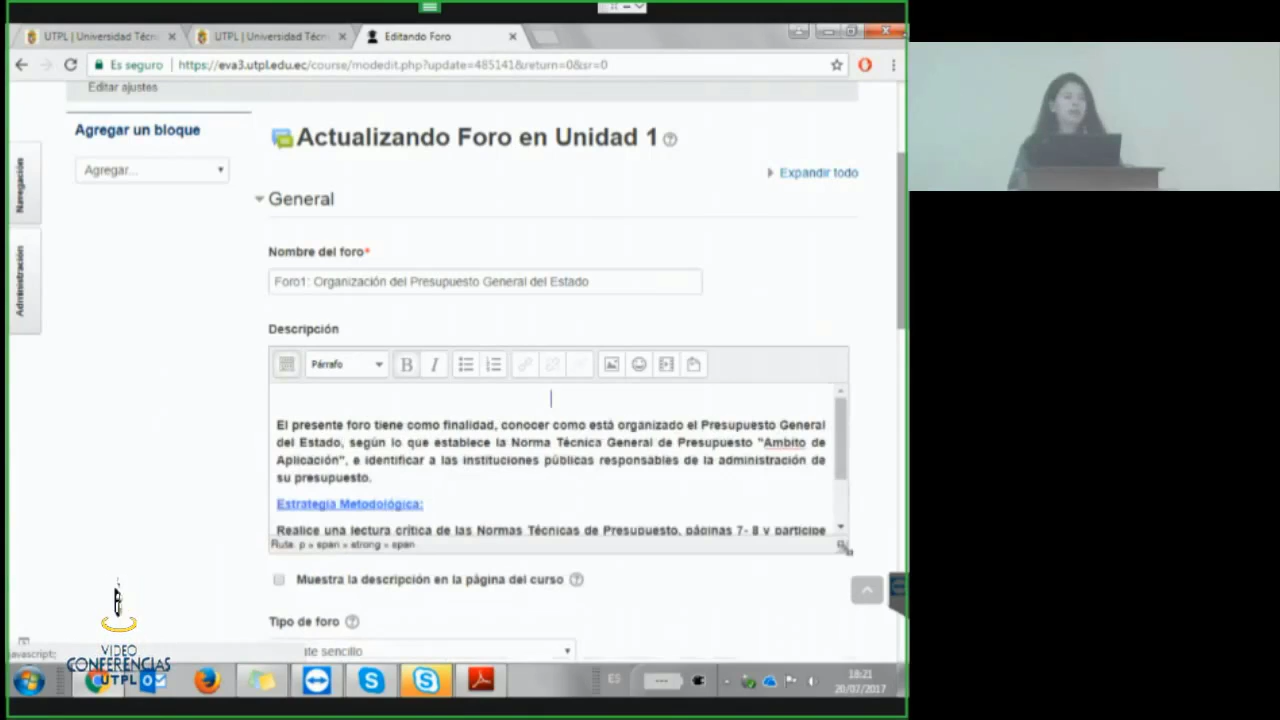 UTPL | Universidad Técni
UTPL | Universidad Técni
Editando Foro
Es seguro
https://eva3.utpl.edu.ec/course/modedit.php?update=485141&return=0&sr=0
Editar ajustes
Agregar un bloque
Agregar...
Navegación
Administración
Actualizando Foro en Unidad 1
Expandir todo
General
Nombre del foro*
Foro1: Organización del Presupuesto General del Estado
Descripción
Párrafo
B I
El presente foro tiene como finalidad, conocer como está organizado el Presupuesto General
del Estado, según lo que establece la Norma Técnica General de Presupuesto "Ambito de
Aplicación", e identificar a las instituciones públicas responsables de la administración de
su presupuesto.
Estrategia Metodológica:
Realice una lectura crítica de las Normas Técnicas de Presupuesto, páginas 7- 8 y participe
Ruta: p » span » strong » span
Muestra la descripción en la página del curso
Tipo de foro
ate sencillo
javascript:
VIDEO
CONFERENCIAS
UTPL
ES
18:21
20/07/2017